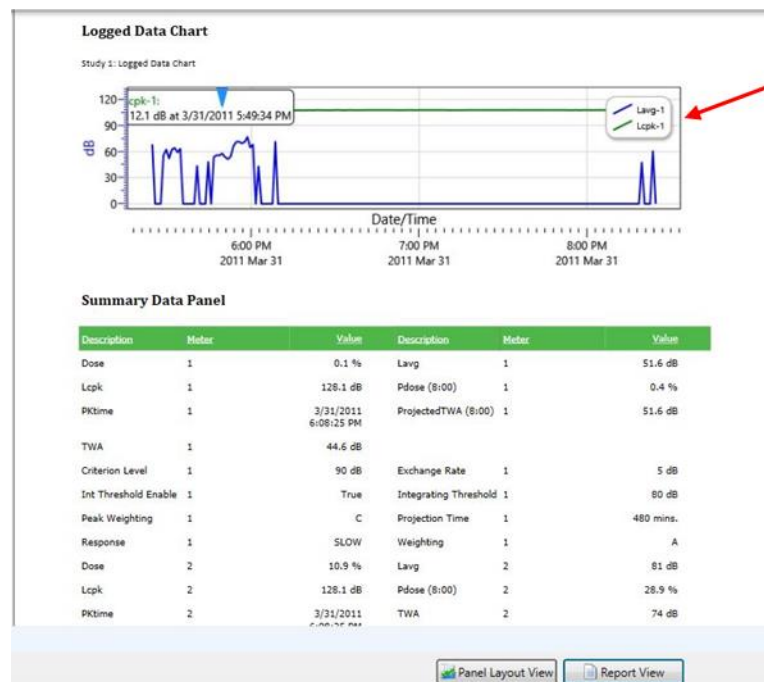 Logged Data Chart
Study 1: Logged Data Chart
120
90
60
30
0
dB
cpk-1:
12.1 dB at 3/31/2011 5:49:34 PM
Lavg-1
Lcpk-1
Date/Time
6:00 PM 7:00 PM 8:00 PM
2011 Mar 31 2011 Mar 31 2011 Mar 31
Summary Data Panel
Description Meter Value Description Meter Value
Dose 1 0.1 % Lavg 1 51.6 dB
Lcpk 1 128.1 dB Pdose (8:00) 1 0.4 %
PKtime 1 3/31/2011 ProjectedTWA (8:00) 1 51.6 dB
6:08:25 PM
TWA 1 44.6 dB
Criterion Level 1 90 dB Exchange Rate 1 5 dB
Int Threshold Enable 1 True Integrating Threshold 1 80 dB
Peak Weighting 1 C Projection Time 1 480 mins.
Response 1 SLOW Weighting 1 A
Dose 2 10.9 % Lavg 2 81 dB
Lcpk 2 128.1 dB Pdose (8:00) 2 28.9 %
PKtime 2 3/31/2011 TWA 2 74 dB
Panel Layout View Report View